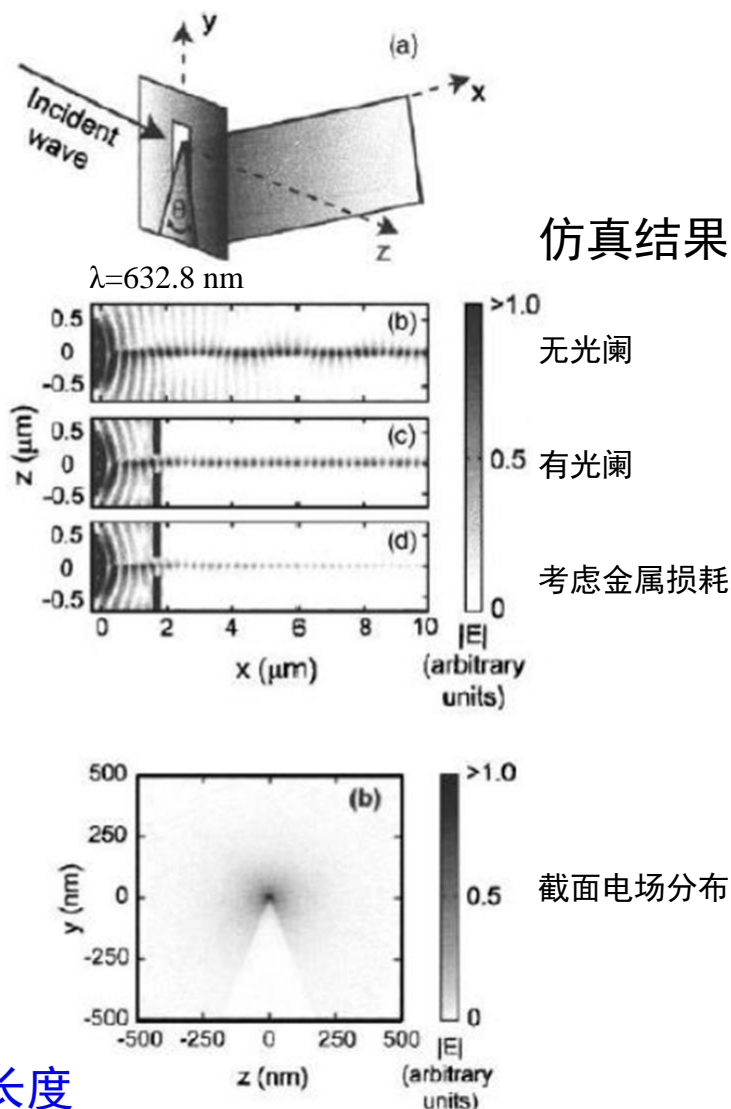 y
(a)
x
Incident
wave
θ
z
仿真结果
λ=632.8 nm
0.5
0
-0.5
(b)
>1.0
无光阑
z (μm)
0.5
0
-0.5
(c)
0.5
有光阑
0.5
0
-0.5
(d)
0
考虑金属损耗
0 2 4 6 8 10
x (μm)
|E|
(arbitrary
units)
500
250
0
-250
-500
y (nm)
(b)
>1.0
0.5
0
截面电场分布
-500 -250 0 250 500
z (nm)
|E|
(arbitrary
units)
长度